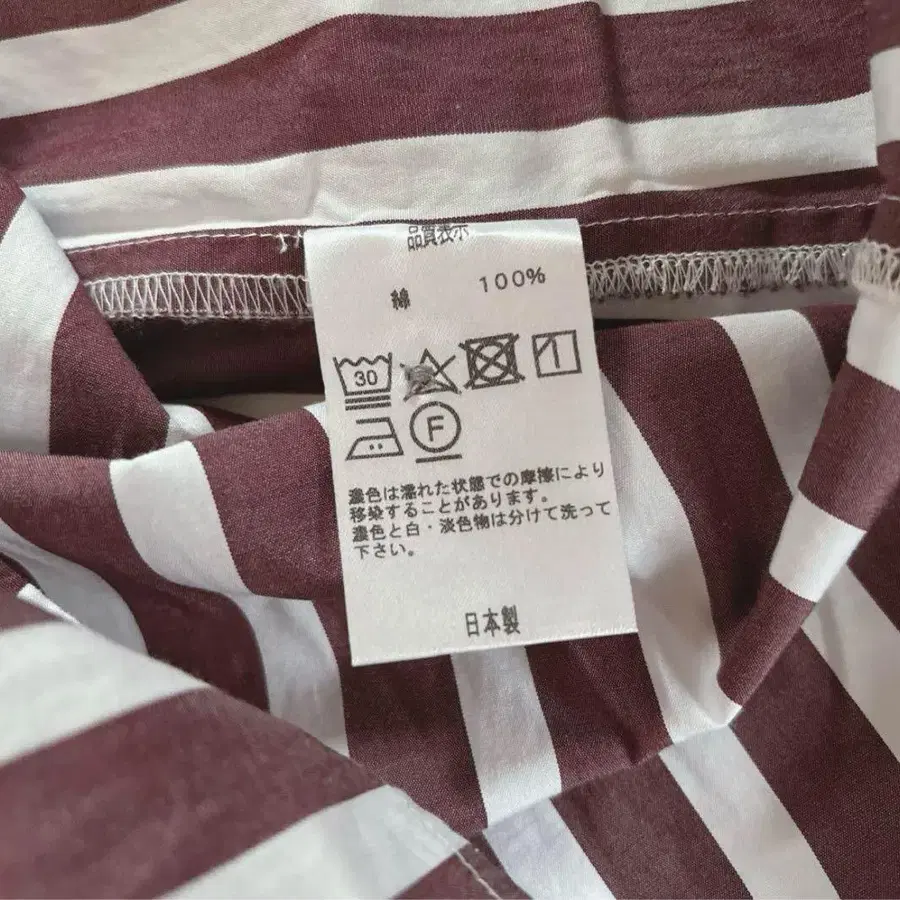 品質表示
綿 100%
30
F
濃色は濡れた状態での摩擦により
移染することがあります。
濃色と白・淡色物は分けて洗って
下さい。
日本製